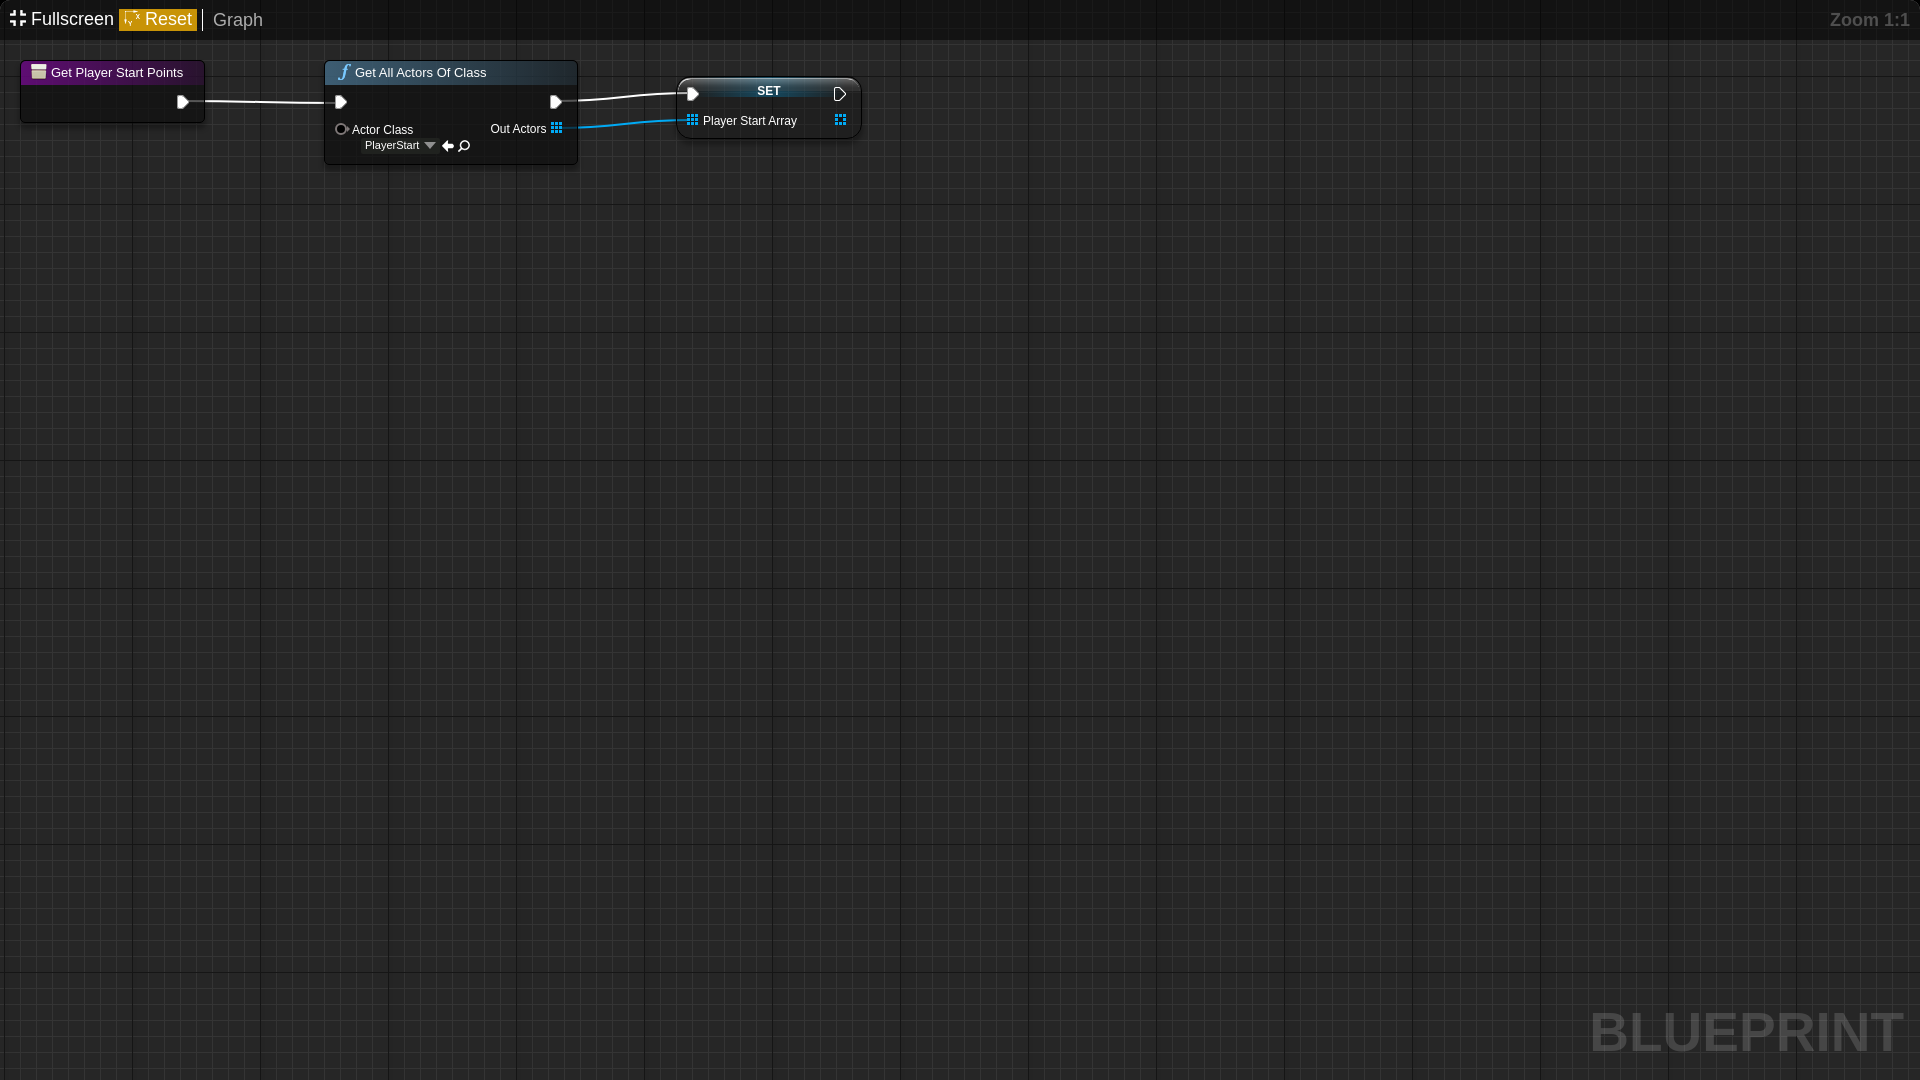 Fullscreen Reset Graph Zoom 1:1
Get Player Start Points
Get All Actors Of Class
Actor Class
PlayerStart
Out Actors
SET
Player Start Array
BLUEPRINT